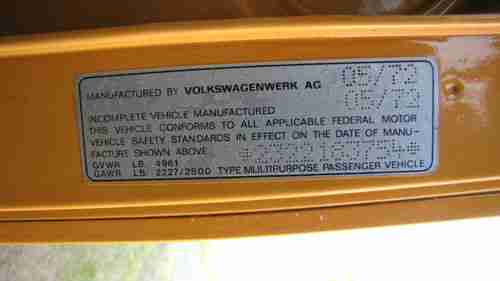 MANUFACTURED BY VOLKSWAGENWERK AG 05/72
INCOMPLETE VEHICLE MANUFACTURED 05/72
THIS VEHICLE CONFORMS TO ALL APPLICABLE FEDERAL MOTOR
VEHICLE SAFETY STANDARDS IN EFFECT ON THE DATE OF MANU-
FACTURE SHOWN ABOVE
GVWR LB 4961
GAWR LB 2227/2800 TYPE MULTIPURPOSE PASSENGER VEHICLE